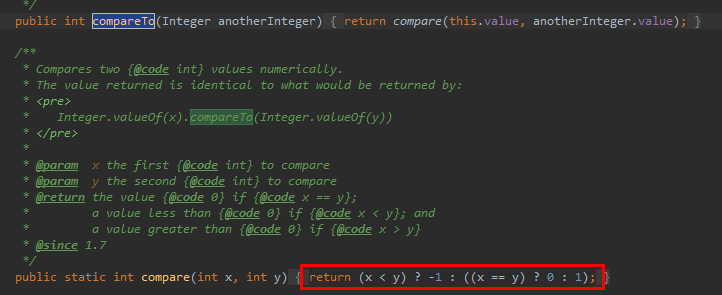 */
public int compareTo(Integer anotherInteger) { return compare(this.value, anotherInteger.value); }
/**
* Compares two {@code int} values numerically.
* The value returned is identical to what would be returned by:
* <pre>
*    Integer.valueOf(x).compareTo(Integer.valueOf(y))
* </pre>
*
* @param  x the first {@code int} to compare
* @param  y the second {@code int} to compare
* @return the value {@code 0} if {@code x == y};
*         a value less than {@code 0} if {@code x < y}; and
*         a value greater than {@code 0} if {@code x > y}
* @since 1.7
*/
public static int compare(int x, int y) { return (x < y) ? -1 : ((x == y) ? 0 : 1); }